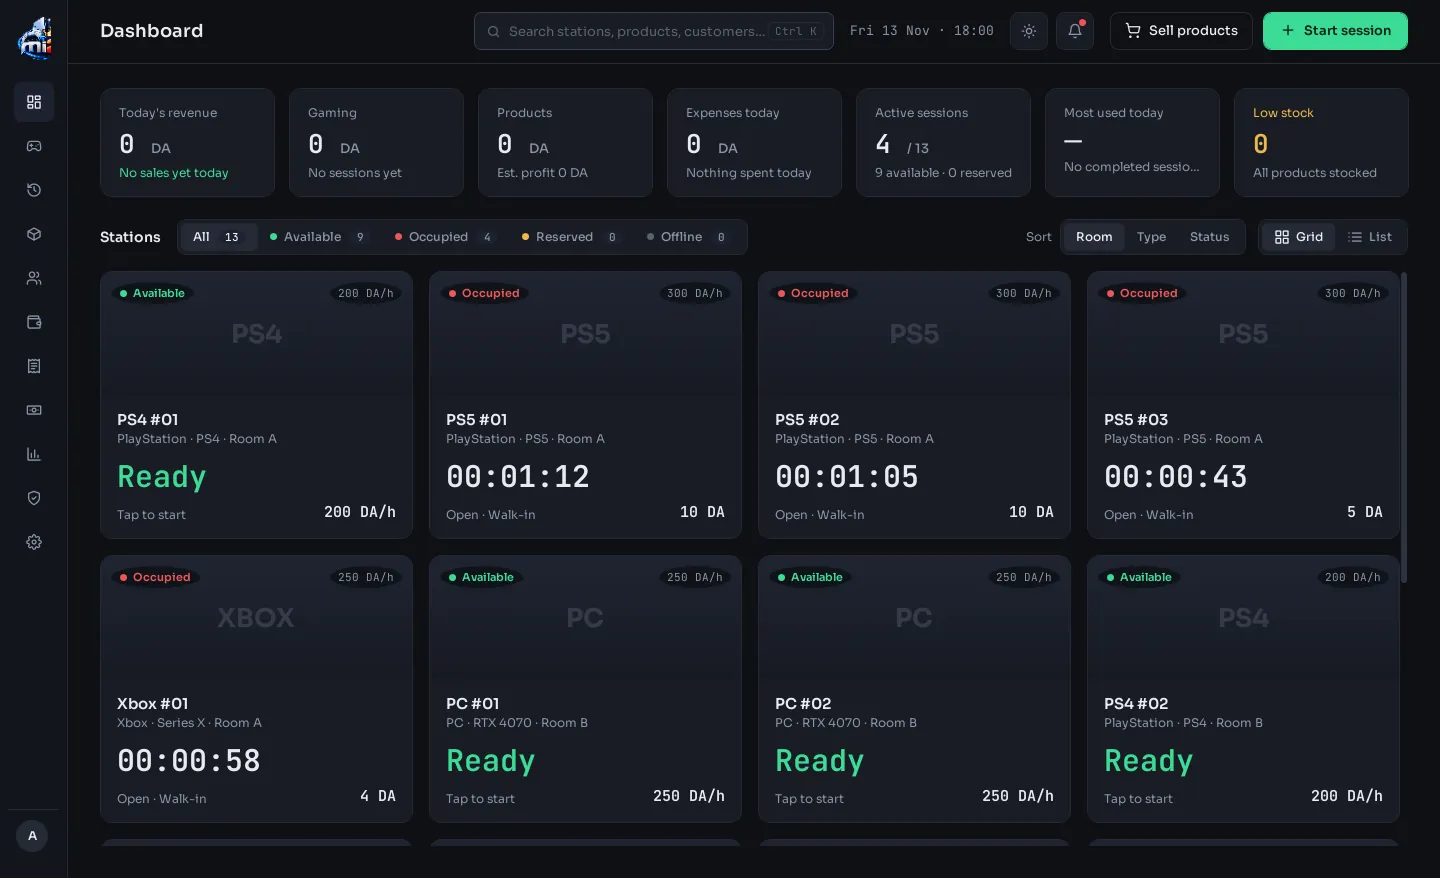 mi
Dashboard
Search stations, products, customers... Ctrl K
Fri 13 Nov · 18:00
Sell products
+ Start session
Today's revenue
0 DA
No sales yet today
Gaming
0 DA
No sessions yet
Products
0 DA
Est. profit 0 DA
Expenses today
0 DA
Nothing spent today
Active sessions
4 / 13
9 available · 0 reserved
Most used today
—
No completed sessio...
Low stock
0
All products stocked
Stations
All 13
Available 9
Occupied 4
Reserved 0
Offline 0
Sort
Room
Type
Status
Grid
List
Available 200 DA/h
PS4
PS4 #01
PlayStation · PS4 · Room A
Ready
Tap to start 200 DA/h
Occupied 300 DA/h
PS5
PS5 #01
PlayStation · PS5 · Room A
00:01:12
Open · Walk-in 10 DA
Occupied 300 DA/h
PS5
PS5 #02
PlayStation · PS5 · Room A
00:01:05
Open · Walk-in 10 DA
Occupied 300 DA/h
PS5
PS5 #03
PlayStation · PS5 · Room A
00:00:43
Open · Walk-in 5 DA
Occupied 250 DA/h
XBOX
Xbox #01
Xbox · Series X · Room A
00:00:58
Open · Walk-in 4 DA
Available 250 DA/h
PC
PC #01
PC · RTX 4070 · Room B
Ready
Tap to start 250 DA/h
Available 250 DA/h
PC
PC #02
PC · RTX 4070 · Room B
Ready
Tap to start 250 DA/h
Available 200 DA/h
PS4
PS4 #02
PlayStation · PS4 · Room B
Ready
Tap to start 200 DA/h
A